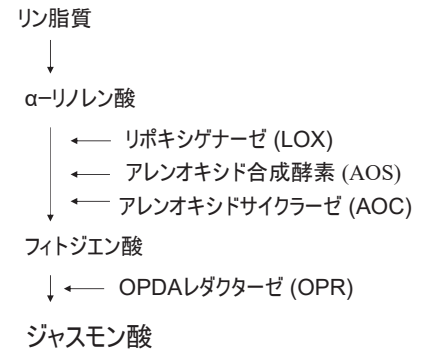 リン脂質
α−リノレン酸
リポキシゲナーゼ (LOX)
アレンオキシド合成酵素 (AOS)
アレンオキシドサイクラーゼ (AOC)
フィトジエン酸
OPDAレダクターゼ (OPR)
ジャスモン酸